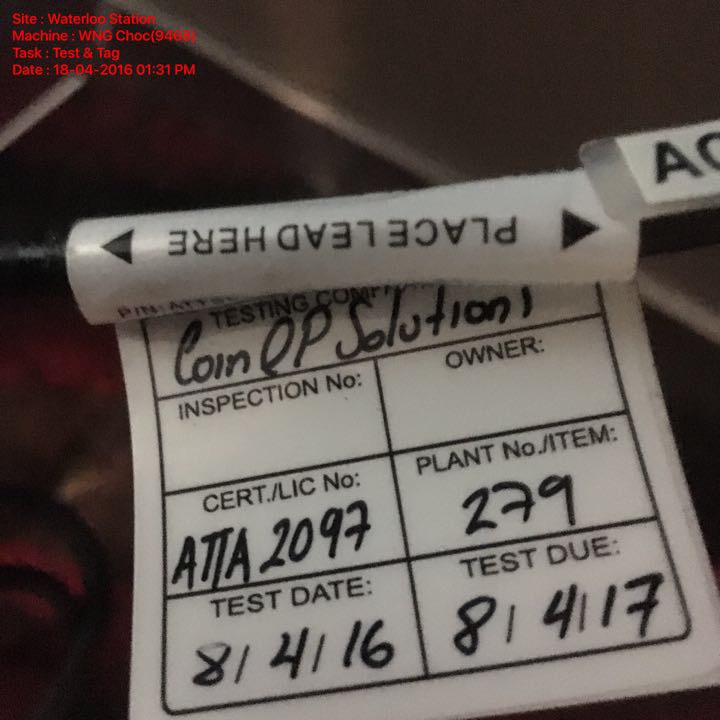 Site : Waterloo Station
Machine : WNG Choc(9468)
Task : Test & Tag
Date : 18-04-2016 01:31 PM
AC
PLACE LEAD HERE
TESTING
Coin OP Solutions
INSPECTION No:
OWNER:
CERT./LIC No:
PLANT No./ITEM:
ATTA 2097
279
TEST DATE:
TEST DUE:
8/4/16
8/4/17